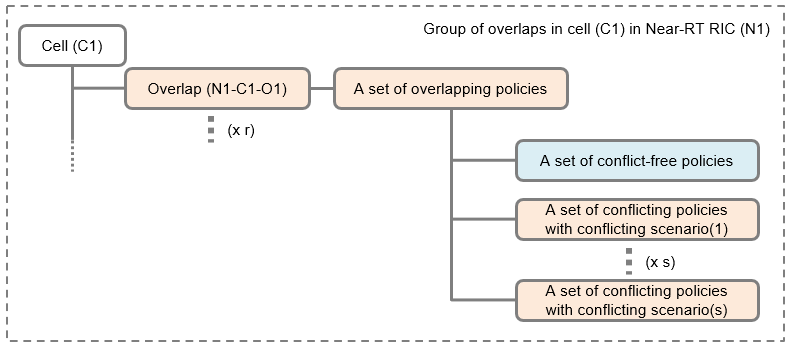 Group of overlaps in cell (C1) in Near-RT RIC (N1)
Cell (C1)
Overlap (N1-C1-O1)
A set of overlapping policies
(x r)
A set of conflict-free policies
A set of conflicting policies
with conflicting scenario(1)
(x s)
A set of conflicting policies
with conflicting scenario(s)